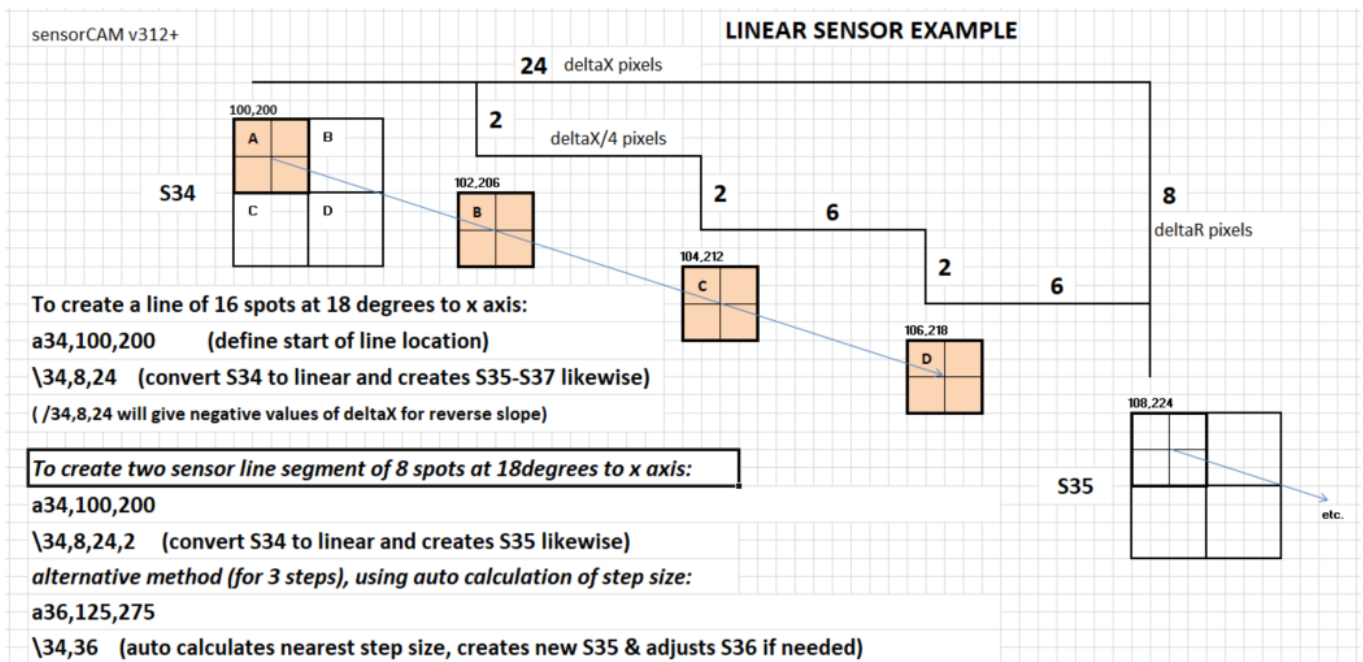 sensorCAM v312+
LINEAR SENSOR EXAMPLE
24 deltaX pixels
100,200
A
B
C
D
S34
2
deltaX/4 pixels
102,206
B
2
6
8
deltaR pixels
104,212
C
2
6
106,218
D
108,224
S35
etc.
To create a line of 16 spots at 18 degrees to x axis:
a34,100,200 (define start of line location)
\34,8,24 (convert S34 to linear and creates S35-S37 likewise)
( /34,8,24 will give negative values of deltaX for reverse slope)
To create two sensor line segment of 8 spots at 18degrees to x axis:
a34,100,200
\34,8,24,2 (convert S34 to linear and creates S35 likewise)
alternative method (for 3 steps), using auto calculation of step size:
a36,125,275
\34,36 (auto calculates nearest step size, creates new S35 & adjusts S36 if needed)